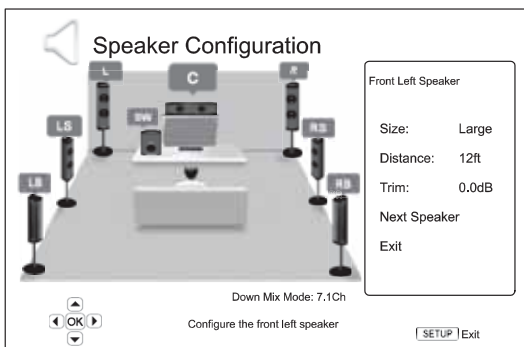 Speaker Configuration
L
C
R
SW
LS
RS
LB
RB
Front Left Speaker
Size: Large
Distance: 12ft
Trim: 0.0dB
Next Speaker
Exit
Down Mix Mode: 7.1Ch
OK
Configure the front left speaker
SETUP Exit